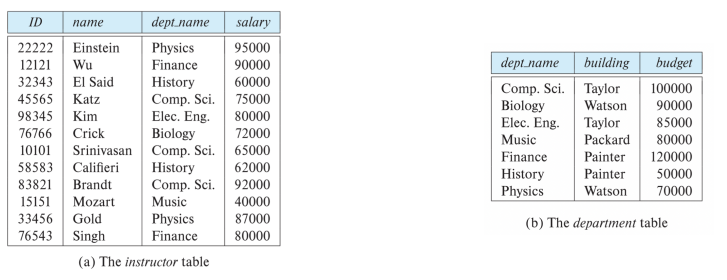 ID name dept_name salary
22222 Einstein Physics 95000
12121 Wu Finance 90000
32343 El Said History 60000
45565 Katz Comp. Sci. 75000
98345 Kim Elec. Eng. 80000
76766 Crick Biology 72000
10101 Srinivasan Comp. Sci. 65000
58583 Califieri History 62000
83821 Brandt Comp. Sci. 92000
15151 Mozart Music 40000
33456 Gold Physics 87000
76543 Singh Finance 80000
(a) The instructor table
dept_name building budget
Comp. Sci. Taylor 100000
Biology Watson 90000
Elec. Eng. Taylor 85000
Music Packard 80000
Finance Painter 120000
History Painter 50000
Physics Watson 70000
(b) The department table